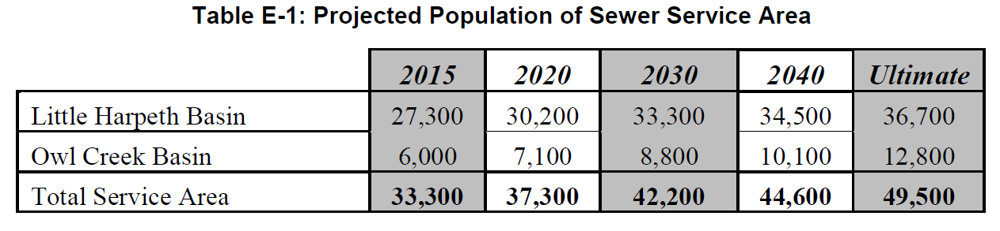 Table E-1: Projected Population of Sewer Service Area
2015 2020 2030 2040 Ultimate
Little Harpeth Basin 27,300 30,200 33,300 34,500 36,700
Owl Creek Basin 6,000 7,100 8,800 10,100 12,800
Total Service Area 33,300 37,300 42,200 44,600 49,500